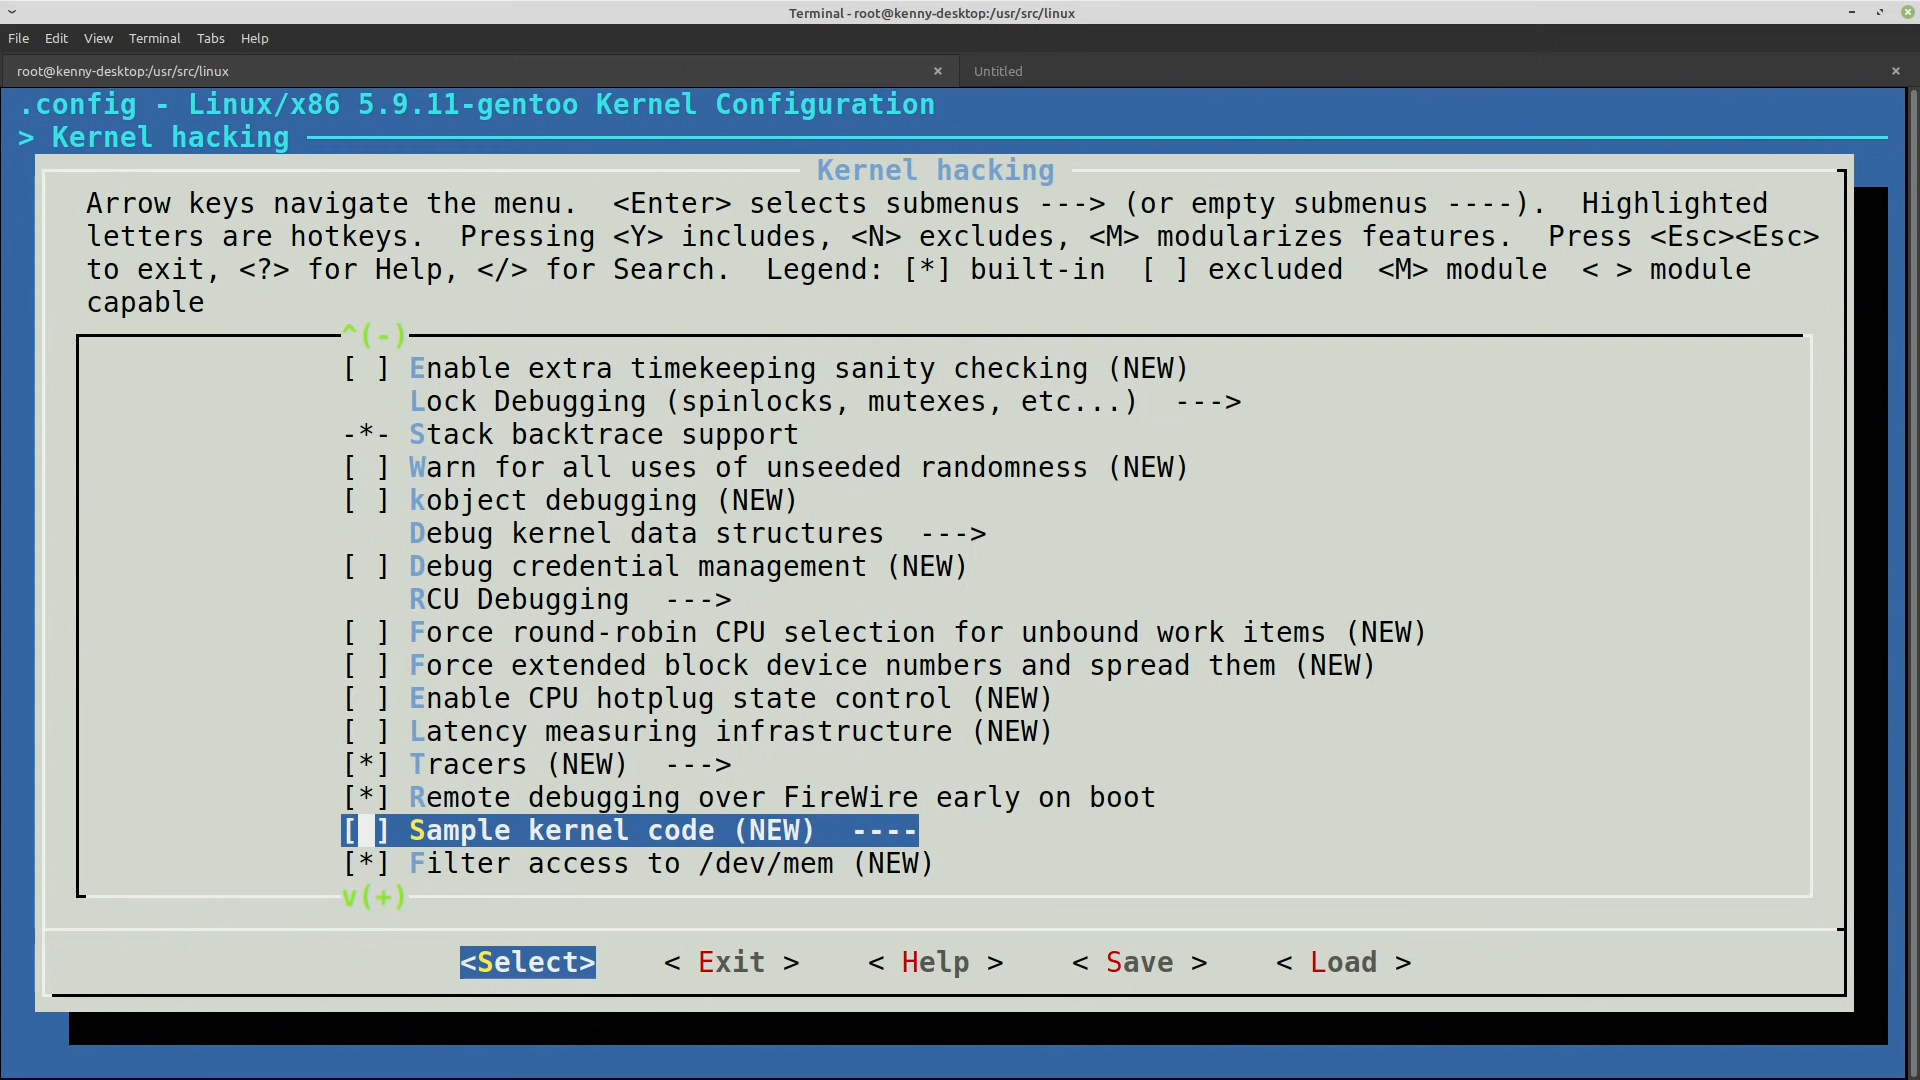 Terminal - root@kenny-desktop:/usr/src/linux
File Edit View Terminal Tabs Help
root@kenny-desktop:/usr/src/linux × Untitled ×
.config - Linux/x86 5.9.11-gentoo Kernel Configuration
> Kernel hacking
Kernel hacking
Arrow keys navigate the menu.  <Enter> selects submenus ---> (or empty submenus ----).  Highlighted
letters are hotkeys.  Pressing <Y> includes, <N> excludes, <M> modularizes features.  Press <Esc><Esc>
to exit, <?> for Help, </> for Search.  Legend: [*] built-in  [ ] excluded  <M> module  < > module
capable
^(-)
[ ] Enable extra timekeeping sanity checking (NEW)
Lock Debugging (spinlocks, mutexes, etc...)  --->
-*- Stack backtrace support
[ ] Warn for all uses of unseeded randomness (NEW)
[ ] kobject debugging (NEW)
Debug kernel data structures  --->
[ ] Debug credential management (NEW)
RCU Debugging  --->
[ ] Force round-robin CPU selection for unbound work items (NEW)
[ ] Force extended block device numbers and spread them (NEW)
[ ] Enable CPU hotplug state control (NEW)
[ ] Latency measuring infrastructure (NEW)
[*] Tracers (NEW)  --->
[*] Remote debugging over FireWire early on boot
[ ] Sample kernel code (NEW)  ----
[*] Filter access to /dev/mem (NEW)
v(+)
<Select> < Exit > < Help > < Save > < Load >